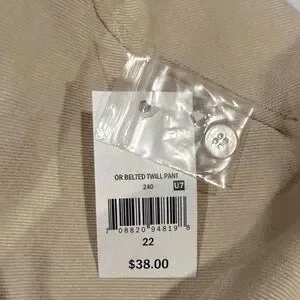 OR BELTED TWILL PANT
240
U7
7 08820 94819 8
22
$38.00